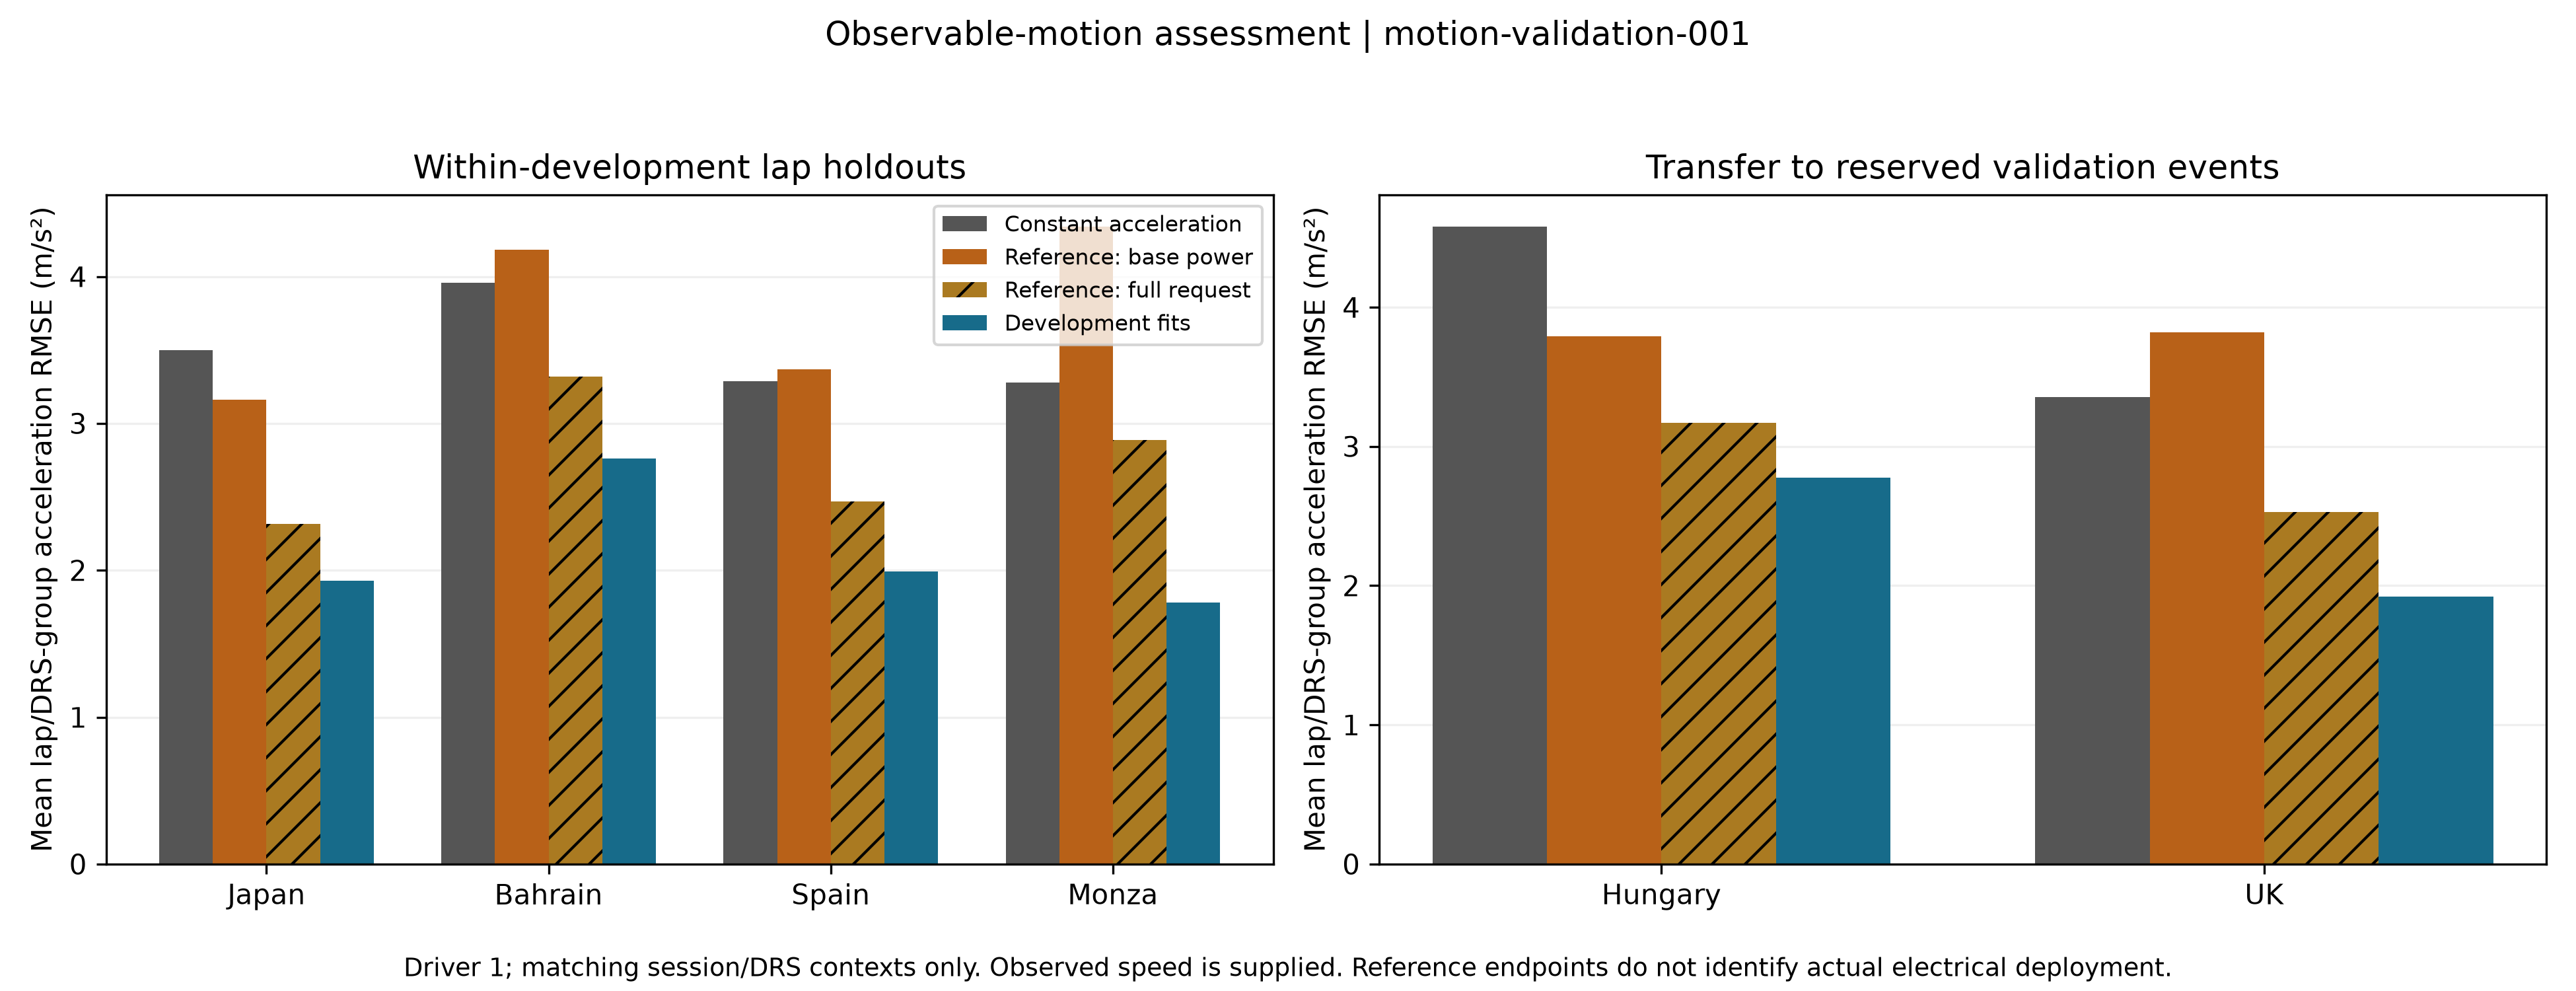 Observable-motion assessment | motion-validation-001
Within-development lap holdouts
Mean lap/DRS-group acceleration RMSE (m/s²)
4
3
2
1
0
Constant acceleration
Reference: base power
Reference: full request
Development fits
Japan
Bahrain
Spain
Monza
Transfer to reserved validation events
Mean lap/DRS-group acceleration RMSE (m/s²)
4
3
2
1
0
Hungary
UK
Driver 1; matching session/DRS contexts only. Observed speed is supplied. Reference endpoints do not identify actual electrical deployment.